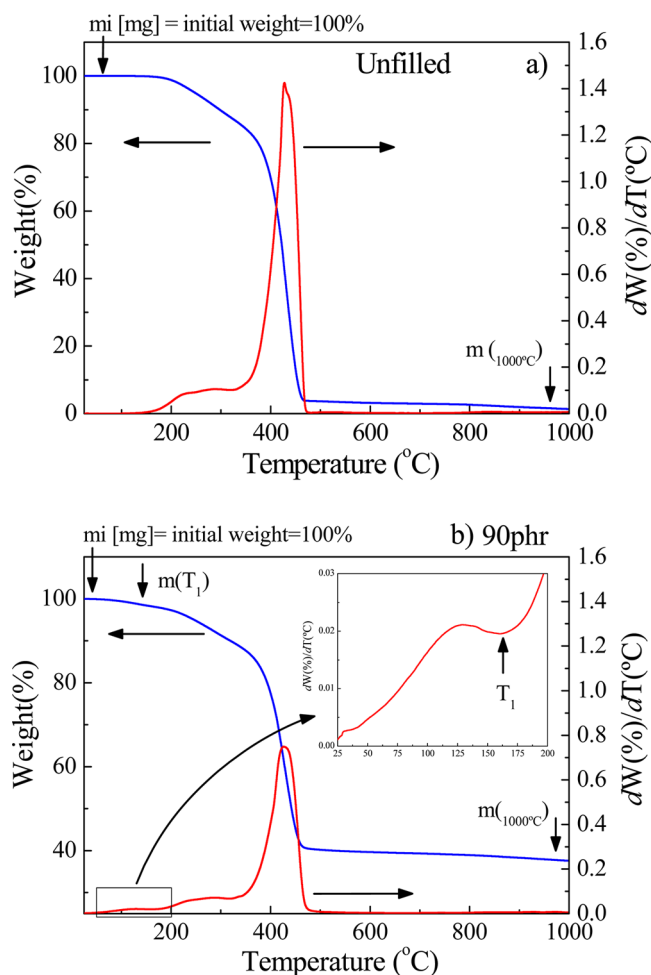 mi [mg] = initial weight=100%
Unfilled a)
100
80
60
40
20
0
Weight(%)
1.6
1.4
1.2
1.0
0.8
0.6
0.4
0.2
0.0
dW(%)/dT(ºC)
m (1000ºC)
200 400 600 800 1000
Temperature (°C)
b) 90phr
mi [mg]= initial weight=100%
m(T1)
100
80
60
40
Weight(%)
0.03
0.02
0.01
0.00
dW(%)/dT(ºC)
T1
25 50 75 100 125 150 175 200
1.6
1.4
1.2
1.0
0.8
0.6
0.4
0.2
0.0
dW(%)/dT(ºC)
m(1000ºC)
200 400 600 800 1000
Temperature (°C)